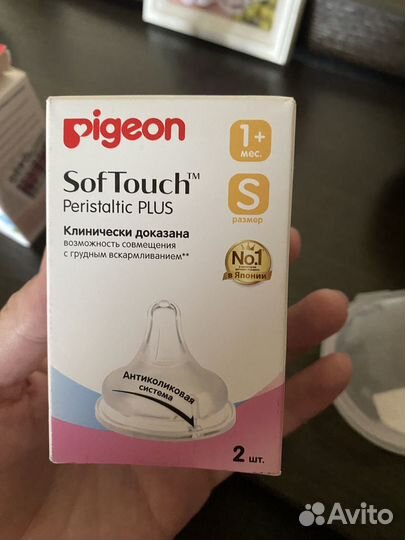 pigeon
1+
мес.
SofTouch™
Peristaltic PLUS
S
размер
Клинически доказана
возможность совмещения
с грудным вскармливанием**
No.1
в Японии
Антиколиковая
система
2 шт.
Avito